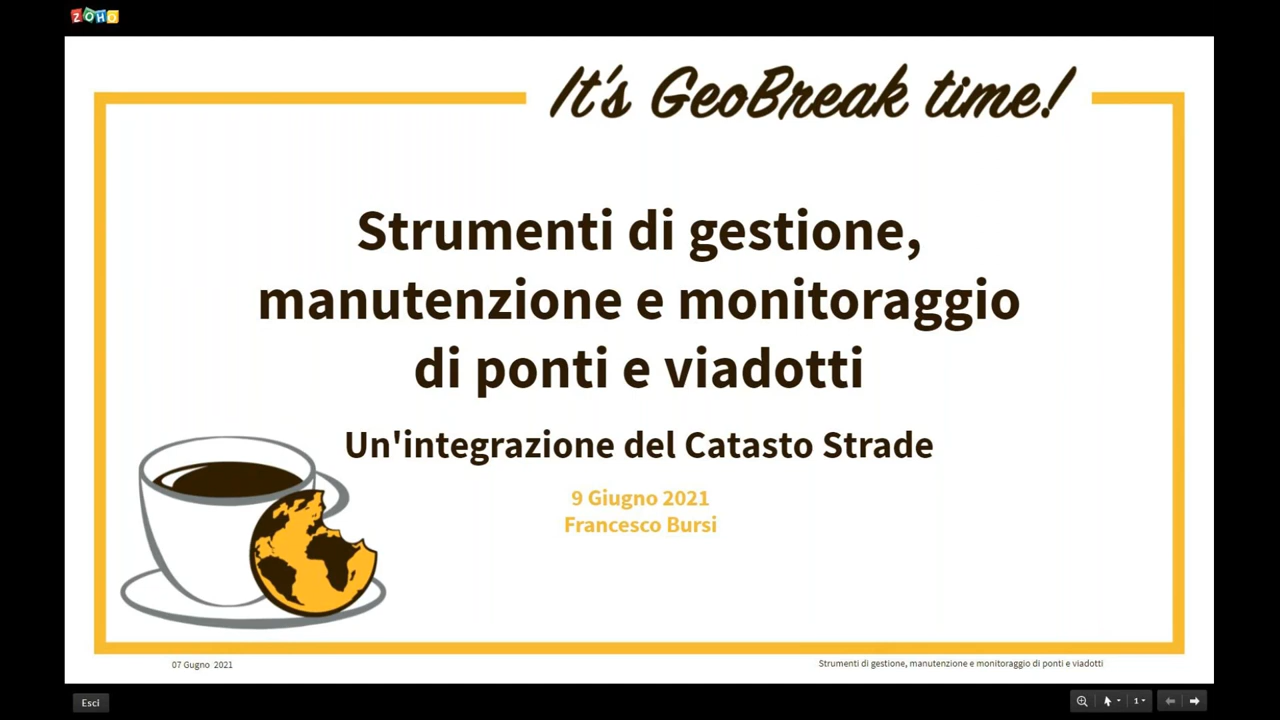 ZOHO
It's GeoBreak time!
Strumenti di gestione,
manutenzione e monitoraggio
di ponti e viadotti
Un'integrazione del Catasto Strade
9 Giugno 2021
Francesco Bursi
07 Gugno 2021
Strumenti di gestione, manutenzione e monitoraggio di ponti e viadotti
Esci
1